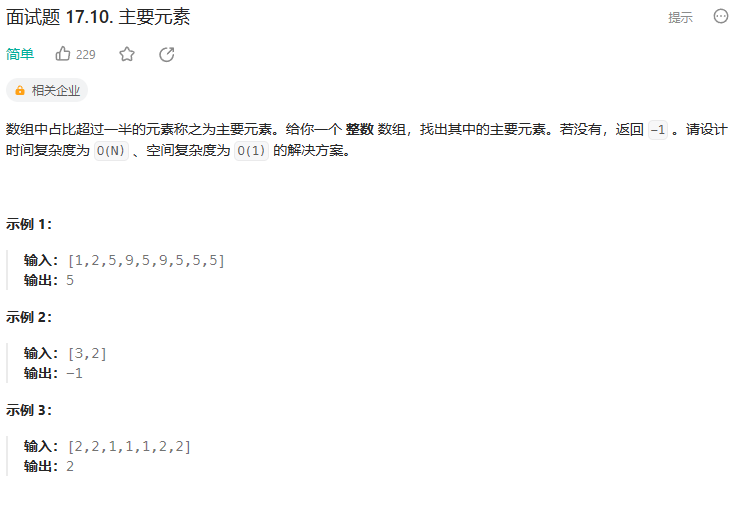 面试题 17.10. 主要元素
提示
简单 229
相关企业
数组中占比超过一半的元素称之为主要元素。给你一个 整数 数组，找出其中的主要元素。若没有，返回 -1 。请设计
时间复杂度为 O(N) 、空间复杂度为 O(1) 的解决方案。
示例 1：
输入：[1,2,5,9,5,9,5,5,5]
输出：5
示例 2：
输入：[3,2]
输出：-1
示例 3：
输入：[2,2,1,1,1,2,2]
输出：2